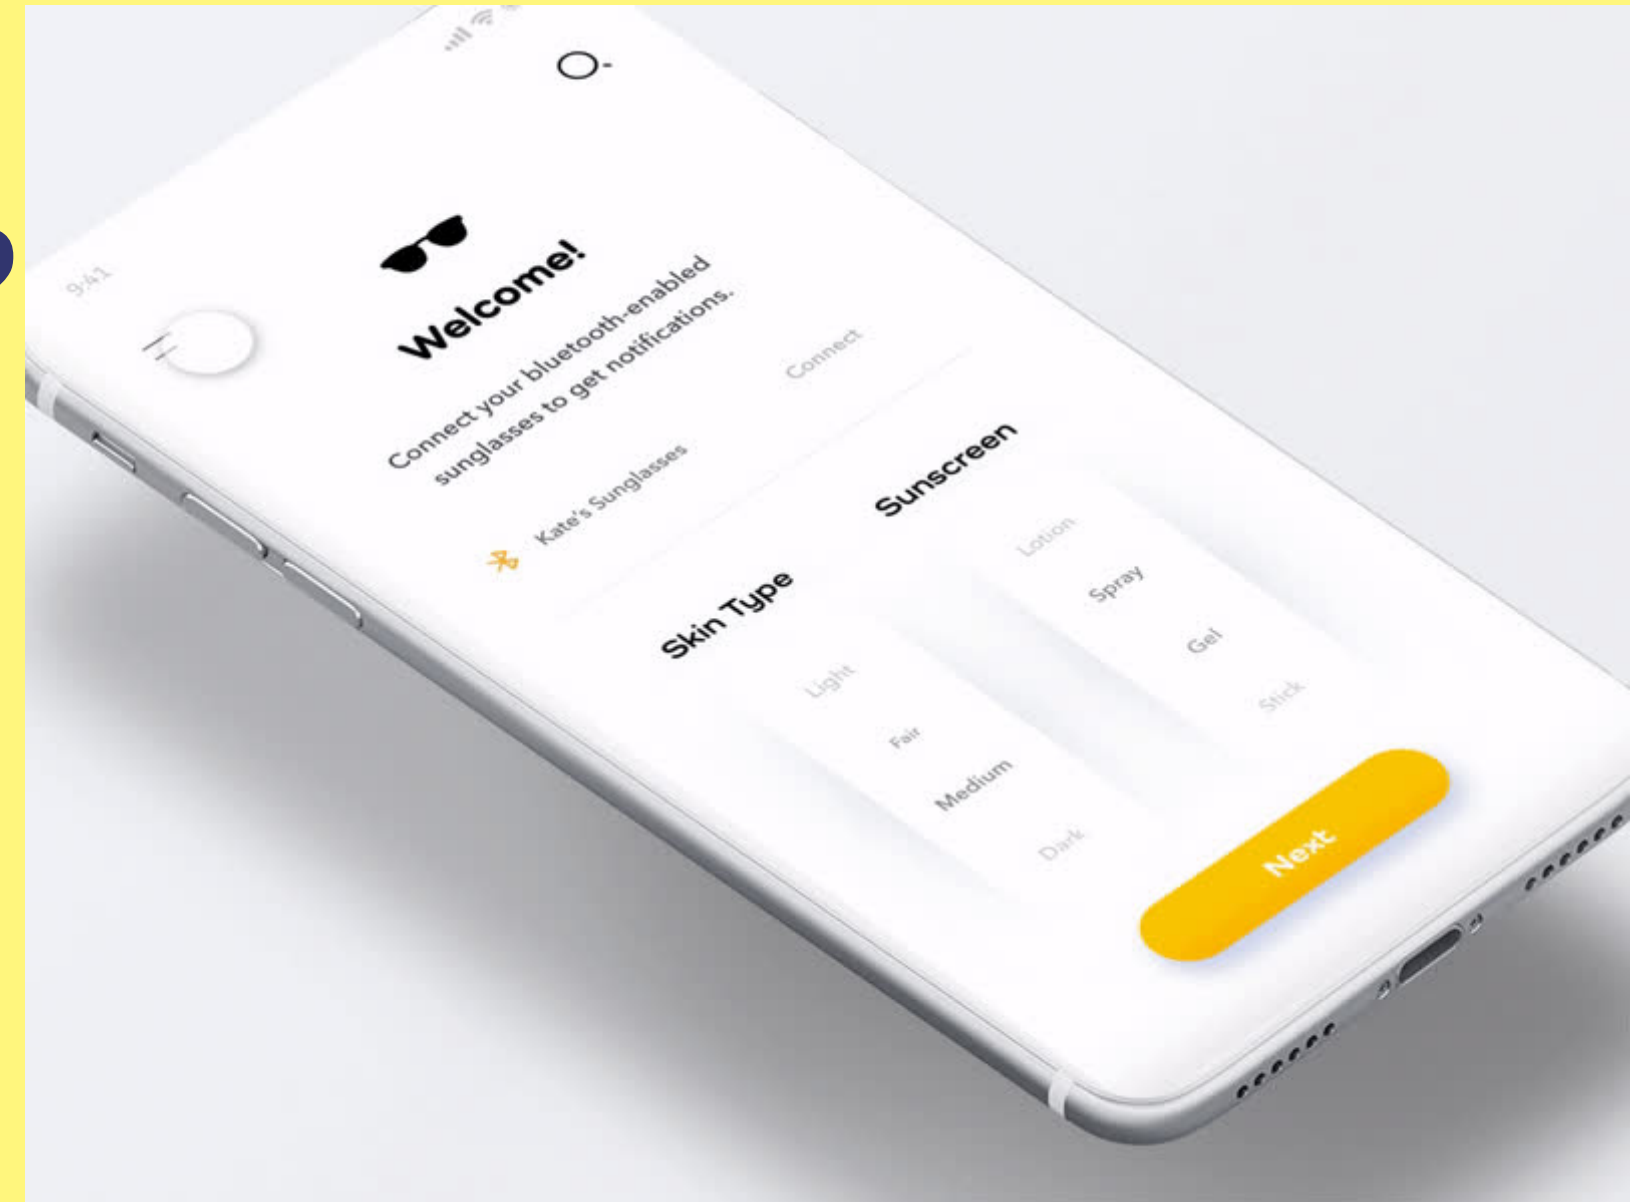 9:41
Welcome!
Connect your bluetooth-enabled
sunglasses to get notifications.
Kate's Sunglasses
Connect
Skin Type
Light
Fair
Medium
Dark
Sunscreen
Lotion
Spray
Gel
Stick
Next